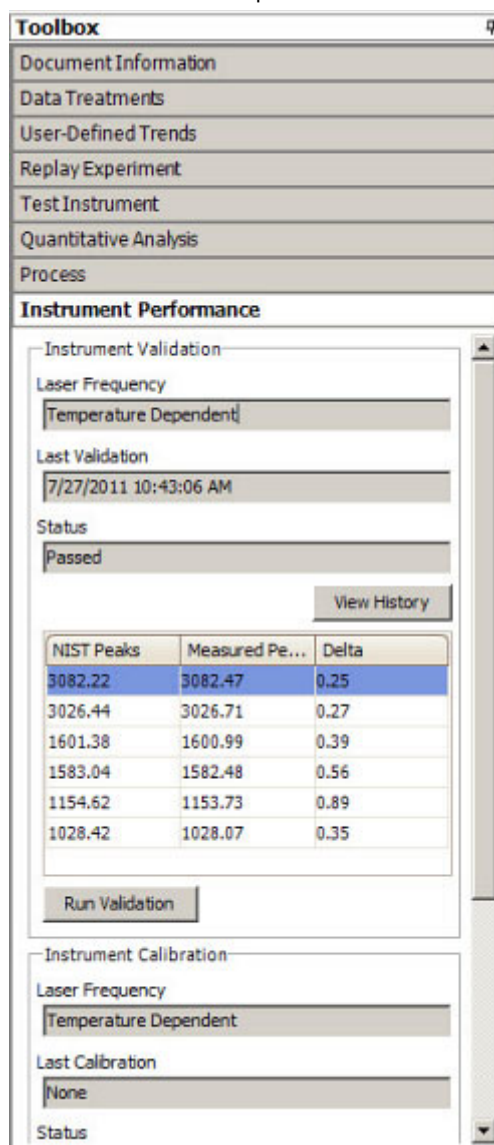 Toolbox
Document Information
Data Treatments
User-Defined Trends
Replay Experiment
Test Instrument
Quantitative Analysis
Process
Instrument Performance
Instrument Validation
Laser Frequency
Temperature Dependent
Last Validation
7/27/2011 10:43:06 AM
Status
Passed
View History
NIST Peaks Measured Pe... Delta
3082.22 3082.47 0.25
3026.44 3026.71 0.27
1601.38 1600.99 0.39
1583.04 1582.48 0.56
1154.62 1153.73 0.89
1028.42 1028.07 0.35
Run Validation
Instrument Calibration
Laser Frequency
Temperature Dependent
Last Calibration
None
Status